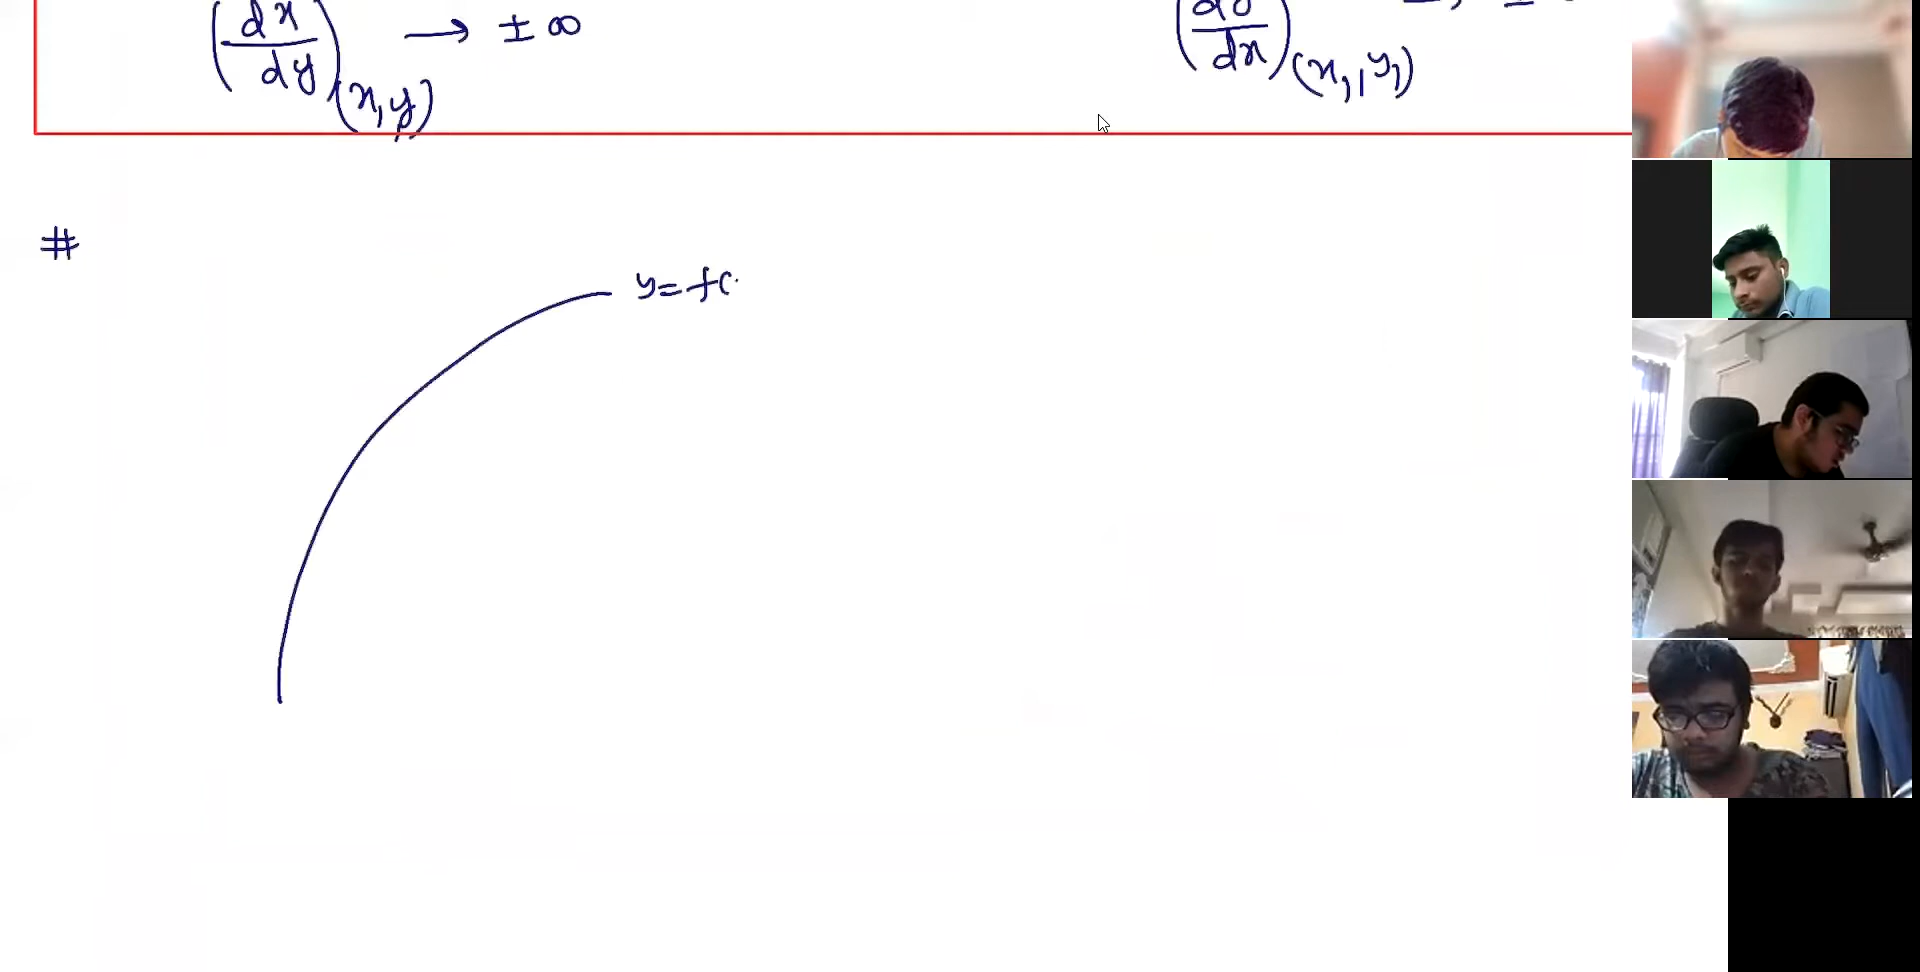 (dx/dy)(x,y) → ± ∞
(dy/dx)(x₁,y₁)
#
y=f(